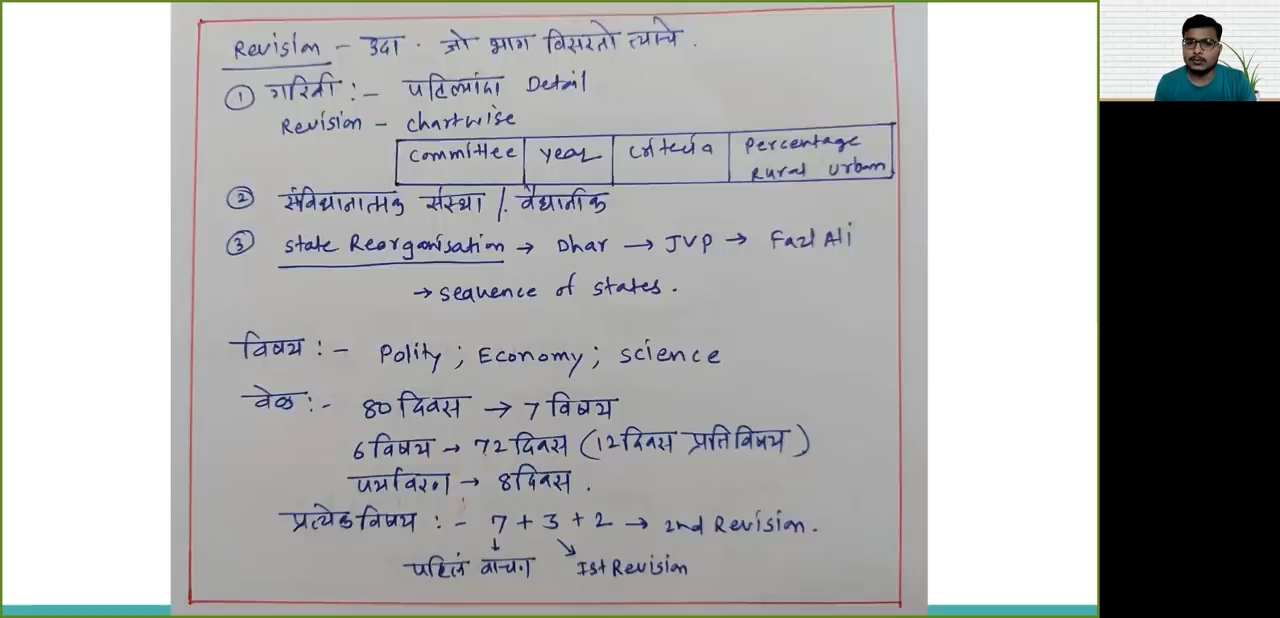 Revision - उदा. जो भाग विसरतो त्याचे.
① गरिबी :- पहिल्यांदा Detail
Revision - chartwise
committee year criteria Percentage Rural Urban
② संविधानात्मक संस्था / वैधानिक
③ State Reorganisation → Dhar → JVP → Fazl Ali
→ sequence of states.
विषय :- Polity ; Economy ; science
वेळ :- 80 दिवस → 7 विषय
6 विषय → 72 दिवस (12 दिवस प्रतिविषय)
पर्यावरण → 8 दिवस.
प्रत्येक विषय :- 7 + 3 + 2 → 2nd Revision.
पहिलं वाचन Ist Revision